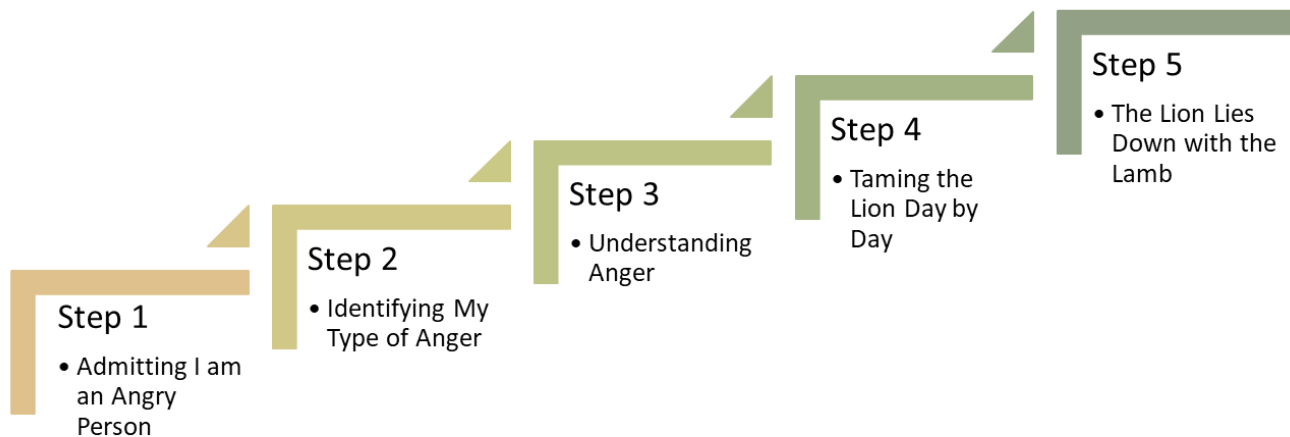 Step 1
• Admitting I am
an Angry
Person
Step 2
• Identifying My
Type of Anger
Step 3
• Understanding
Anger
Step 4
• Taming the
Lion Day by
Day
Step 5
• The Lion Lies
Down with the
Lamb